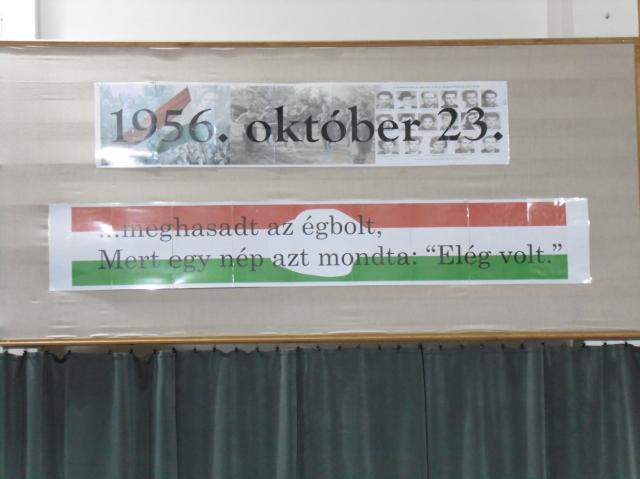 1956. október 23.
...meghasadt az égbolt,
Mert egy nép azt mondta: “Elég volt.”